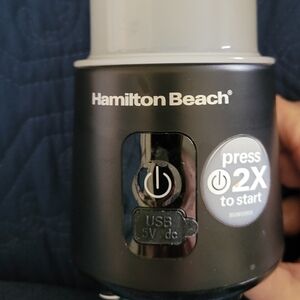 Hamilton Beach®
press
⏻2X
to start
USB
5V dc